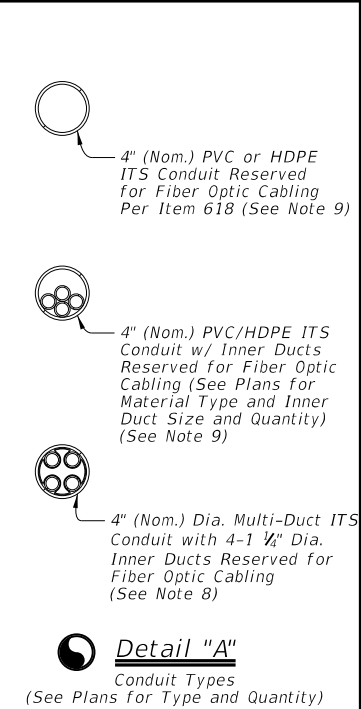 4" (Nom.) PVC or HDPE
ITS Conduit Reserved
for Fiber Optic Cabling
Per Item 618 (See Note 9)
4" (Nom.) PVC/HDPE ITS
Conduit w/ Inner Ducts
Reserved for Fiber Optic
Cabling (See Plans for
Material Type and Inner
Duct Size and Quantity)
(See Note 9)
4" (Nom.) Dia. Multi-Duct ITS
Conduit with 4-1 ¼" Dia.
Inner Ducts Reserved for
Fiber Optic Cabling
(See Note 8)
Detail "A"
Conduit Types
(See Plans for Type and Quantity)